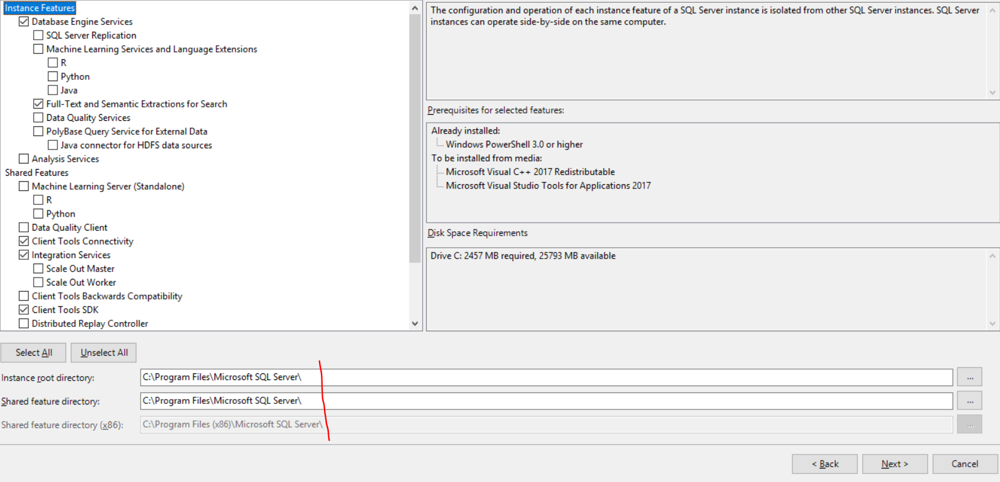 Instance Features
Database Engine Services
SQL Server Replication
Machine Learning Services and Language Extensions
R
Python
Java
Full-Text and Semantic Extractions for Search
Data Quality Services
PolyBase Query Service for External Data
Java connector for HDFS data sources
Analysis Services
Shared Features
Machine Learning Server (Standalone)
R
Python
Data Quality Client
Client Tools Connectivity
Integration Services
Scale Out Master
Scale Out Worker
Client Tools Backwards Compatibility
Client Tools SDK
Distributed Replay Controller
The configuration and operation of each instance feature of a SQL Server instance is isolated from other SQL Server instances. SQL Server
instances can operate side-by-side on the same computer.
Prerequisites for selected features:
Already installed:
Windows PowerShell 3.0 or higher
To be installed from media:
Microsoft Visual C++ 2017 Redistributable
Microsoft Visual Studio Tools for Applications 2017
Disk Space Requirements
Drive C: 2457 MB required, 25793 MB available
Select All Unselect All
Instance root directory: C:\Program Files\Microsoft SQL Server\ ...
Shared feature directory: C:\Program Files\Microsoft SQL Server\ ...
Shared feature directory (x86): C:\Program Files (x86)\Microsoft SQL Server\ ...
< Back Next > Cancel